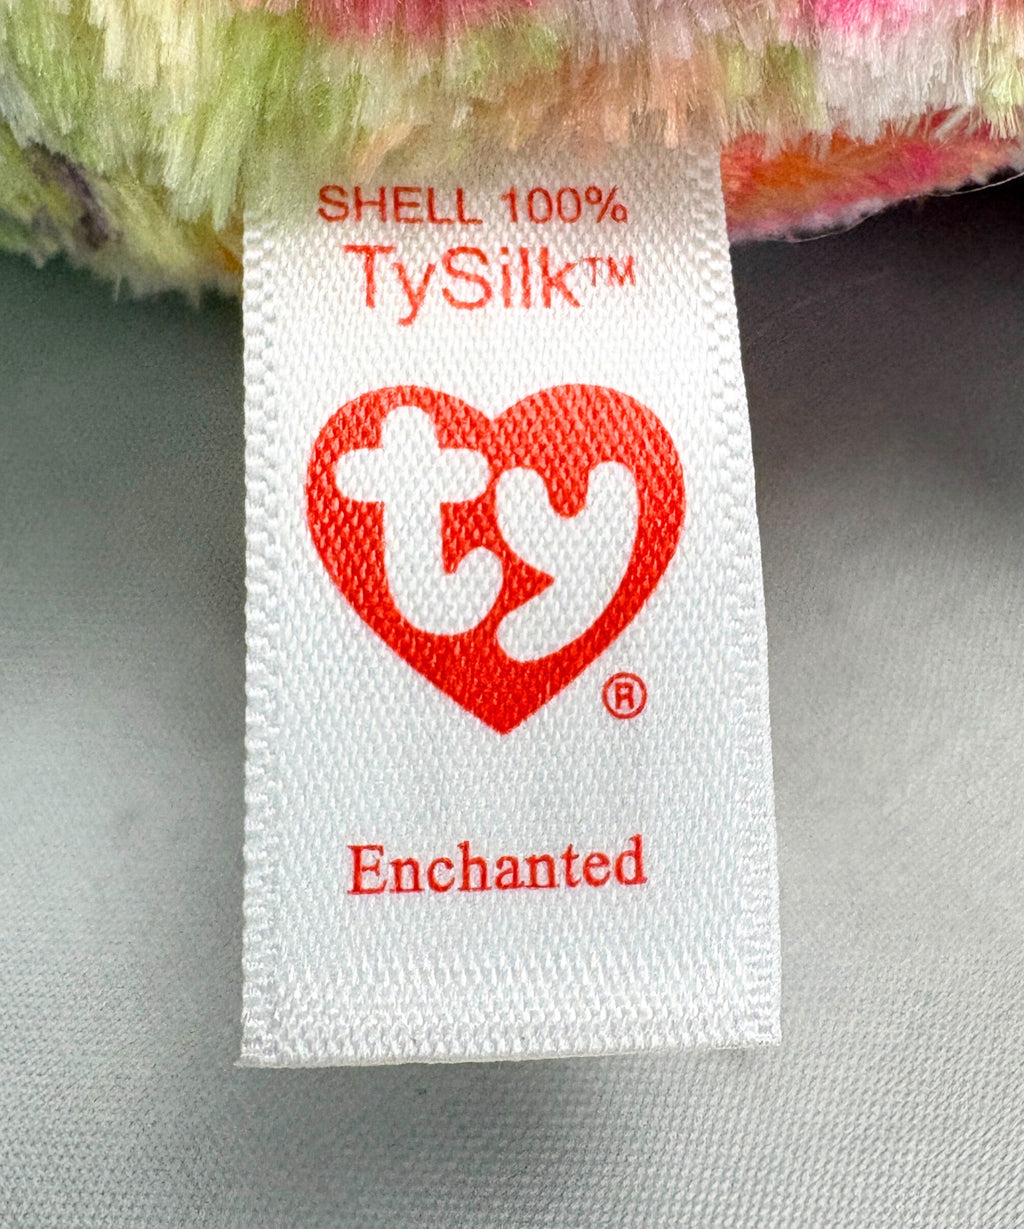 SHELL 100%
TySilk™
ty
®
Enchanted